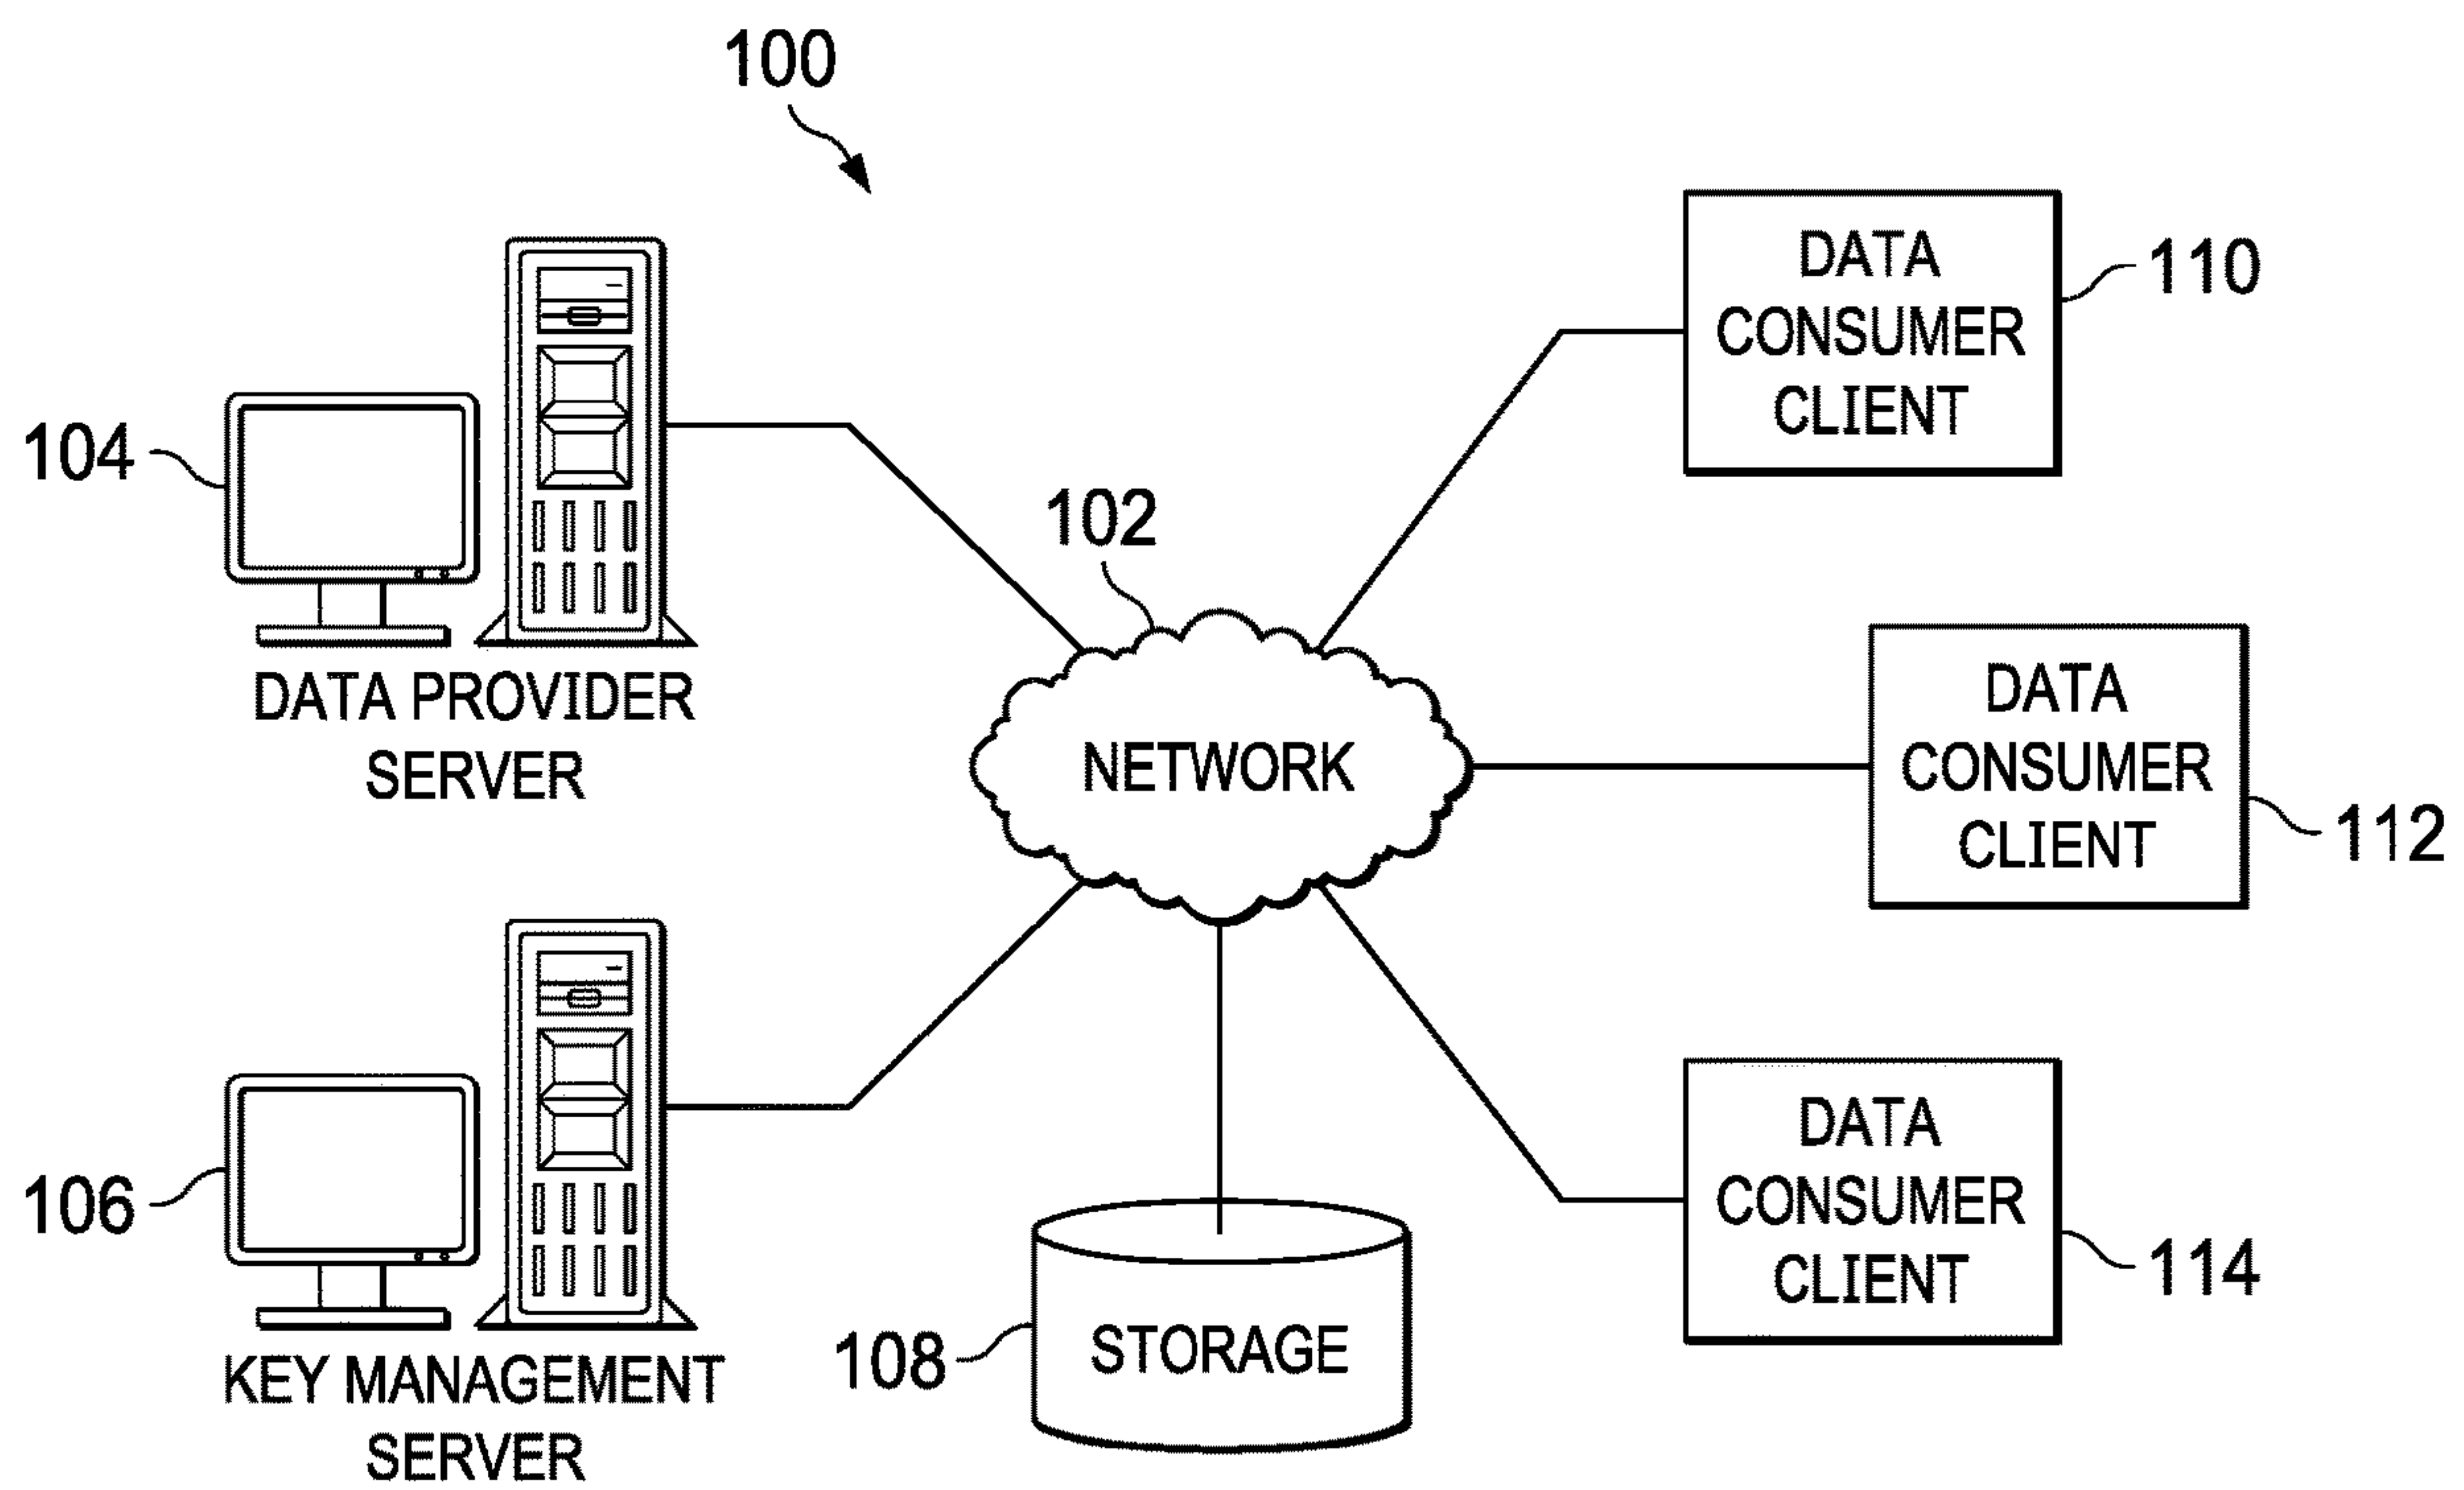 100
DATA
CONSUMER
CLIENT
110
104
102
DATA PROVIDER
SERVER
NETWORK
DATA
CONSUMER
CLIENT
112
106
KEY MANAGEMENT
SERVER
108
STORAGE
DATA
CONSUMER
CLIENT
114